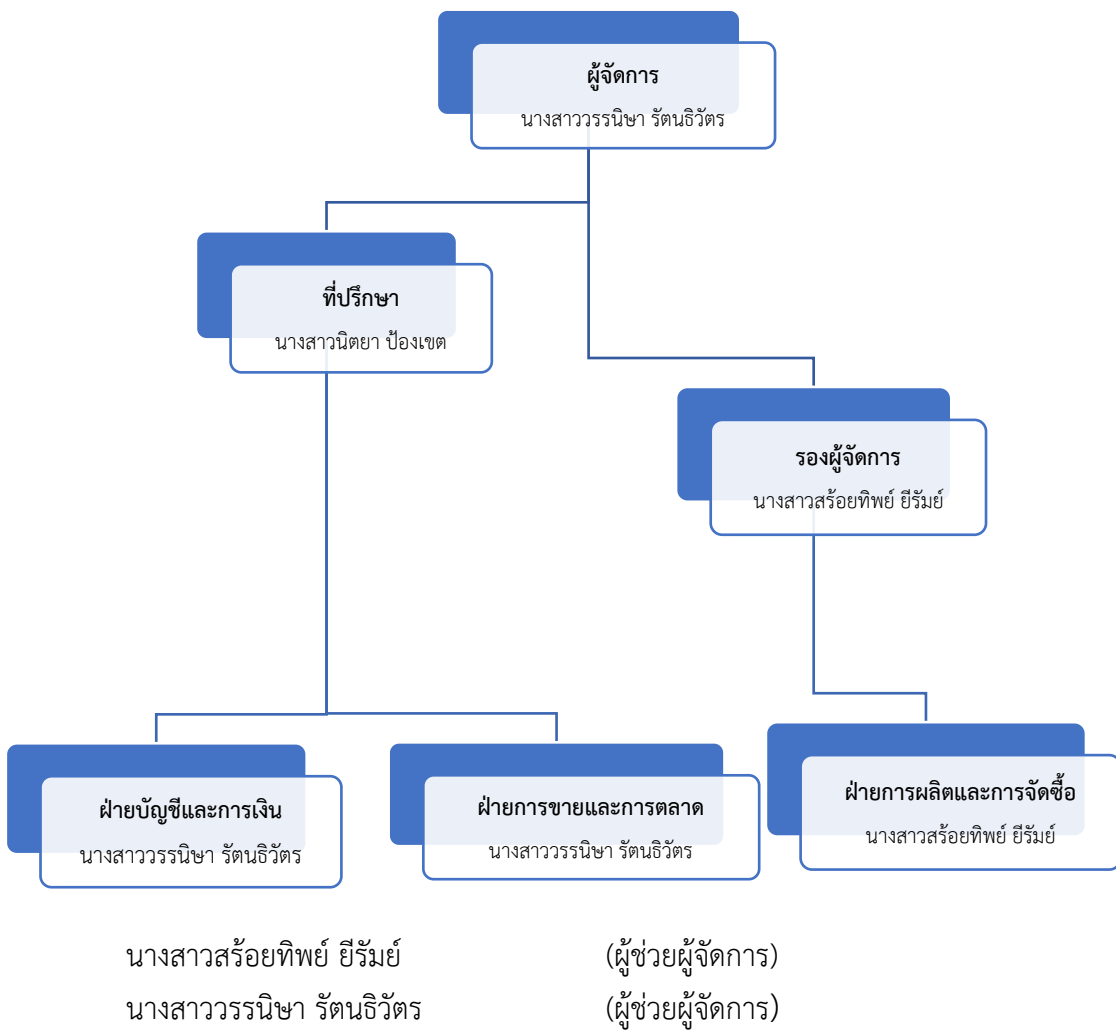 ผู้จัดการ
นางสาววรรนิษา รัตนธิวัตร
ที่ปรึกษา
นางสาวนิตยา ป้องเขต
รองผู้จัดการ
นางสาวสร้อยทิพย์ ยีรัมย์
ฝ่ายบัญชีและการเงิน
นางสาววรรนิษา รัตนธิวัตร
ฝ่ายการขายและการตลาด
นางสาววรรนิษา รัตนธิวัตร
ฝ่ายการผลิตและการจัดซื้อ
นางสาวสร้อยทิพย์ ยีรัมย์
นางสาวสร้อยทิพย์ ยีรัมย์ (ผู้ช่วยผู้จัดการ)
นางสาววรรนิษา รัตนธิวัตร (ผู้ช่วยผู้จัดการ)